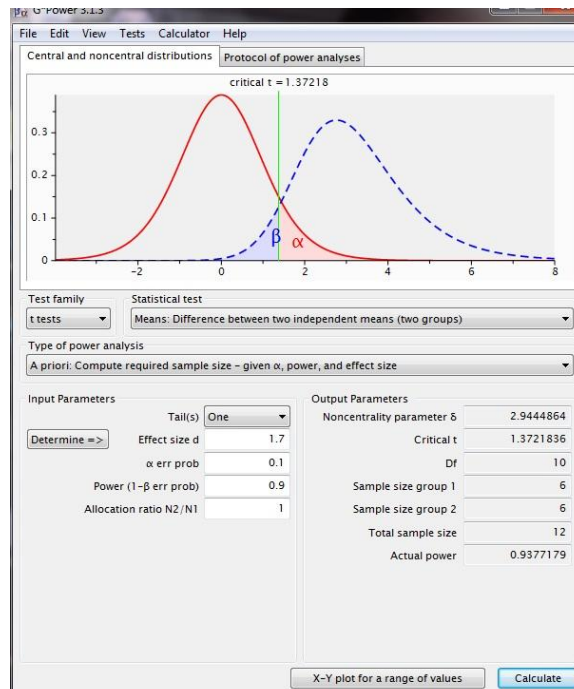 βα G*Power 3.1.3
File Edit View Tests Calculator Help
Central and noncentral distributions Protocol of power analyses
critical t = 1.37218
0.3
0.2
0.1
0
β
α
-2 0 2 4 6 8
Test family Statistical test
t tests Means: Difference between two independent means (two groups)
Type of power analysis
A priori: Compute required sample size – given α, power, and effect size
Input Parameters Output Parameters
Tail(s) One Noncentrality parameter δ 2.9444864
Determine => Effect size d 1.7 Critical t 1.3721836
α err prob 0.1 Df 10
Power (1-β err prob) 0.9 Sample size group 1 6
Allocation ratio N2/N1 1 Sample size group 2 6
Total sample size 12
Actual power 0.9377179
X-Y plot for a range of values Calculate